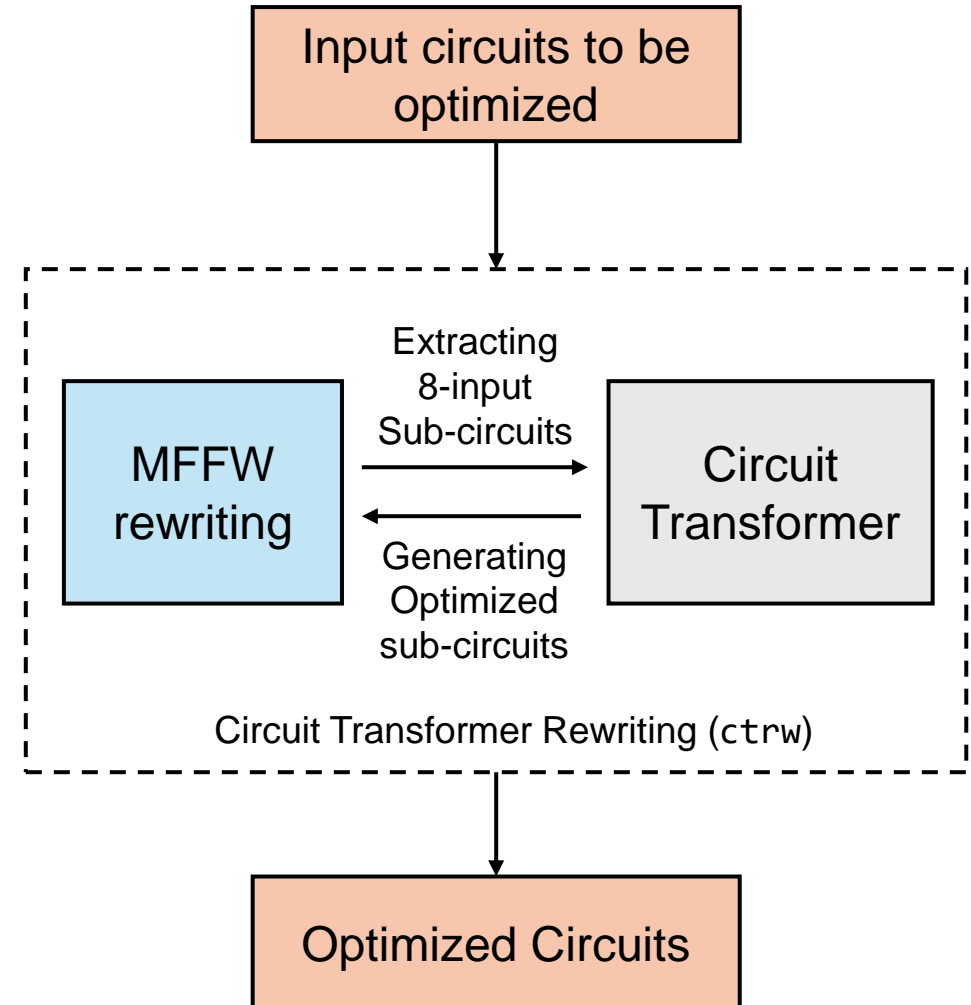 Input circuits to be
optimized
Extracting
8-input
Sub-circuits
MFFW
rewriting
Circuit
Transformer
Generating
Optimized
sub-circuits
Circuit Transformer Rewriting (ctrw)
Optimized Circuits